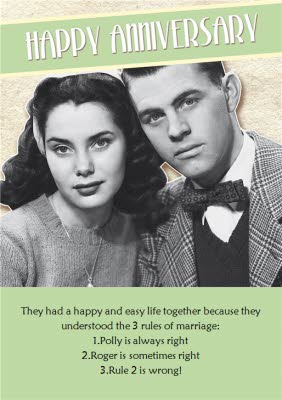 HAPPY ANNIVERSARY
They had a happy and easy life together because they
understood the 3 rules of marriage:
1.Polly is always right
2.Roger is sometimes right
3.Rule 2 is wrong!